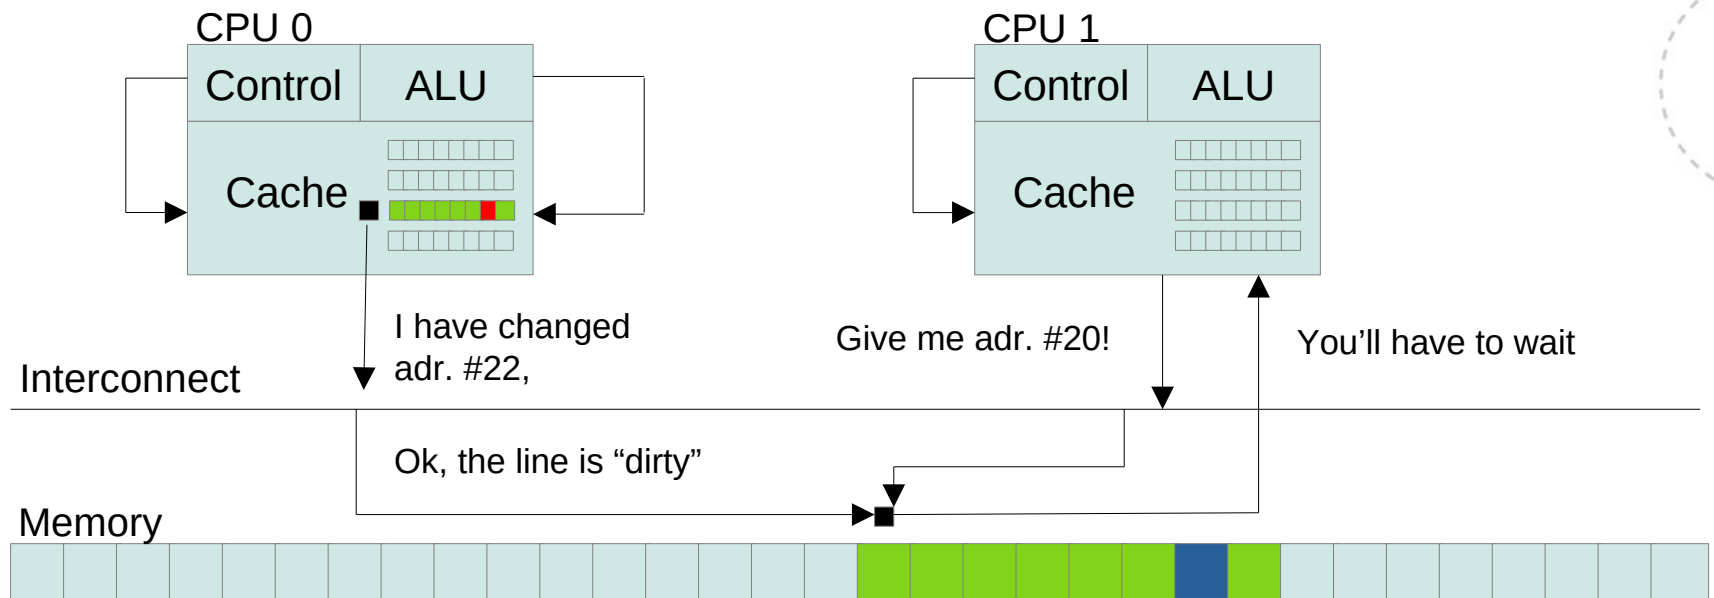 CPU 0
CPU 1
Control
ALU
Control
ALU
Cache
Cache
I have changed
adr. #22,
Give me adr. #20!
You’ll have to wait
Interconnect
Ok, the line is “dirty”
Memory